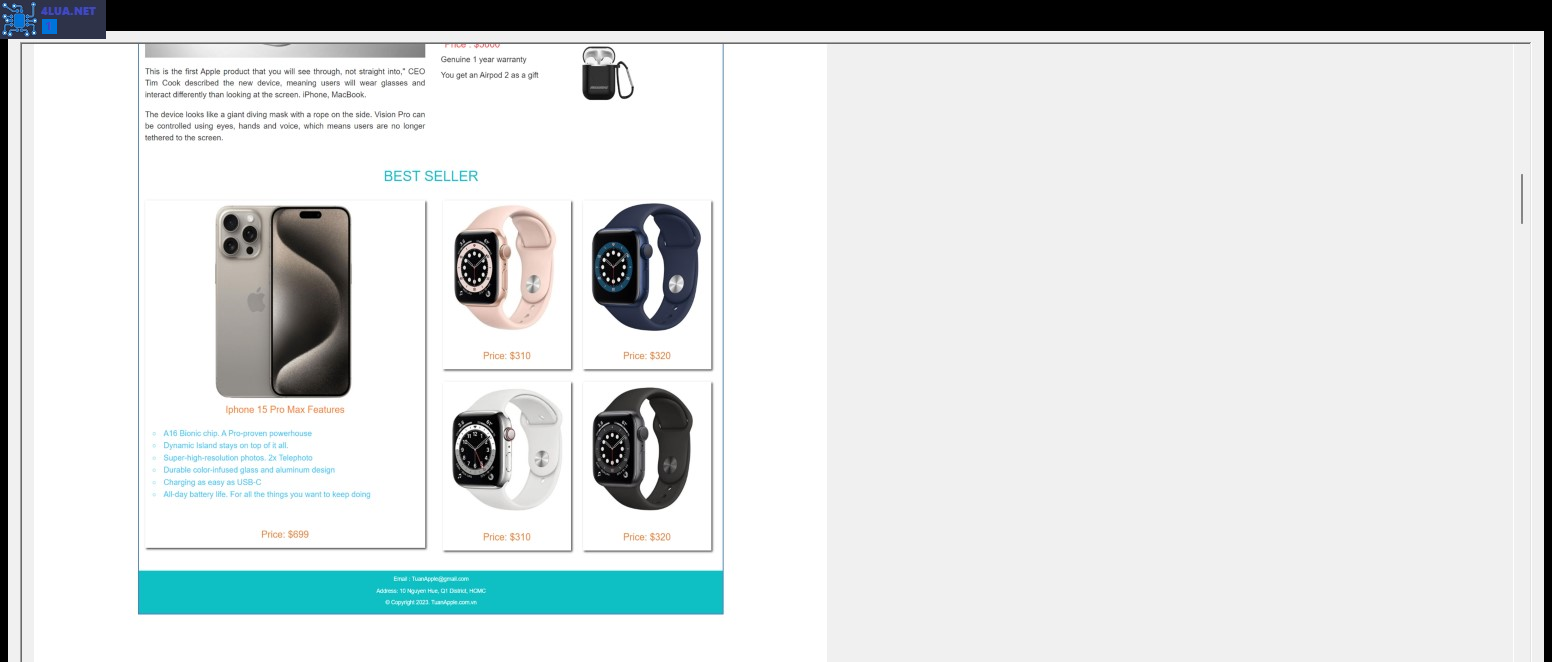 4LUA.NET
Price : $5000
Genuine 1 year warranty
You get an Airpod 2 as a gift
This is the first Apple product that you will see through, not straight into," CEO
Tim Cook described the new device, meaning users will wear glasses and
interact differently than looking at the screen. iPhone, MacBook.
The device looks like a giant diving mask with a rope on the side. Vision Pro can
be controlled using eyes, hands and voice, which means users are no longer
tethered to the screen.
BEST SELLER
Iphone 15 Pro Max Features
A16 Bionic chip. A Pro-proven powerhouse
Dynamic Island stays on top of it all.
Super-high-resolution photos. 2x Telephoto
Durable color-infused glass and aluminum design
Charging as easy as USB-C
All-day battery life. For all the things you want to keep doing
Price: $699
Price: $310
Price: $320
Price: $310
Price: $320
Email : TuanApple@gmail.com
Address. 10 Nguyen Hue, Q1 District, HCMC
© Copyright 2023. TuanApple.com.vn